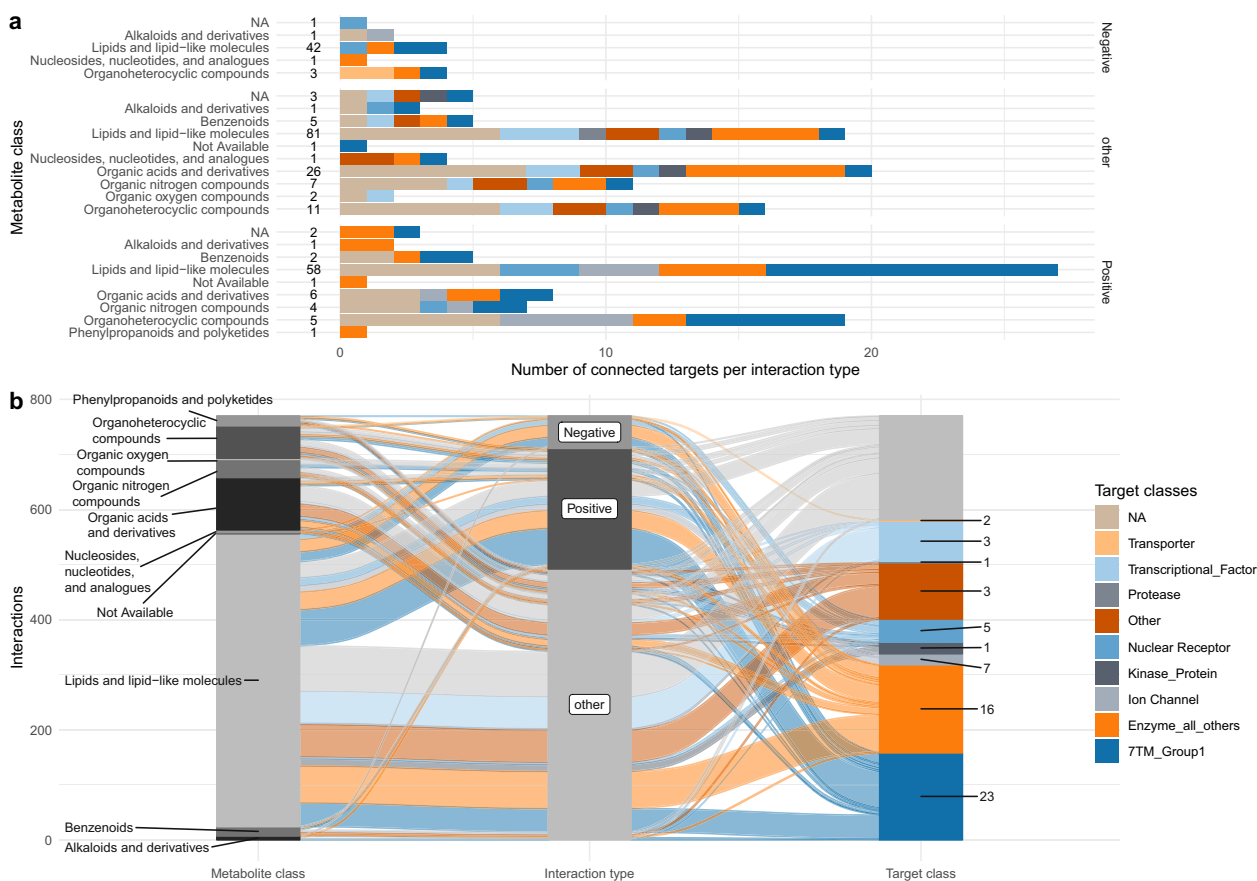 a
Metabolite class
NA 1
Alkaloids and derivatives 1
Lipids and lipid−like molecules 42
Nucleosides, nucleotides, and analogues 1
Organoheterocyclic compounds 3
Negative
NA 3
Alkaloids and derivatives 1
Benzenoids 5
Lipids and lipid−like molecules 81
Not Available 1
Nucleosides, nucleotides, and analogues 1
Organic acids and derivatives 26
Organic nitrogen compounds 7
Organic oxygen compounds 2
Organoheterocyclic compounds 11
other
NA 2
Alkaloids and derivatives 1
Benzenoids 2
Lipids and lipid−like molecules 58
Not Available 1
Organic acids and derivatives 6
Organic nitrogen compounds 4
Organoheterocyclic compounds 5
Phenylpropanoids and polyketides 1
Positive
0 10 20
Number of connected targets per interaction type
b
Interactions
800
600
400
200
0
Phenylpropanoids and polyketides
Organoheterocyclic
compounds
Organic oxygen
compounds
Organic nitrogen
compounds
Organic acids
and derivatives
Nucleosides,
nucleotides,
and analogues
Not Available
Lipids and lipid−like molecules
Benzenoids
Alkaloids and derivatives
Negative
Positive
other
2
3
1
3
5
1
7
16
23
Metabolite class Interaction type Target class
Target classes
NA
Transporter
Transcriptional_Factor
Protease
Other
Nuclear Receptor
Kinase_Protein
Ion Channel
Enzyme_all_others
7TM_Group1